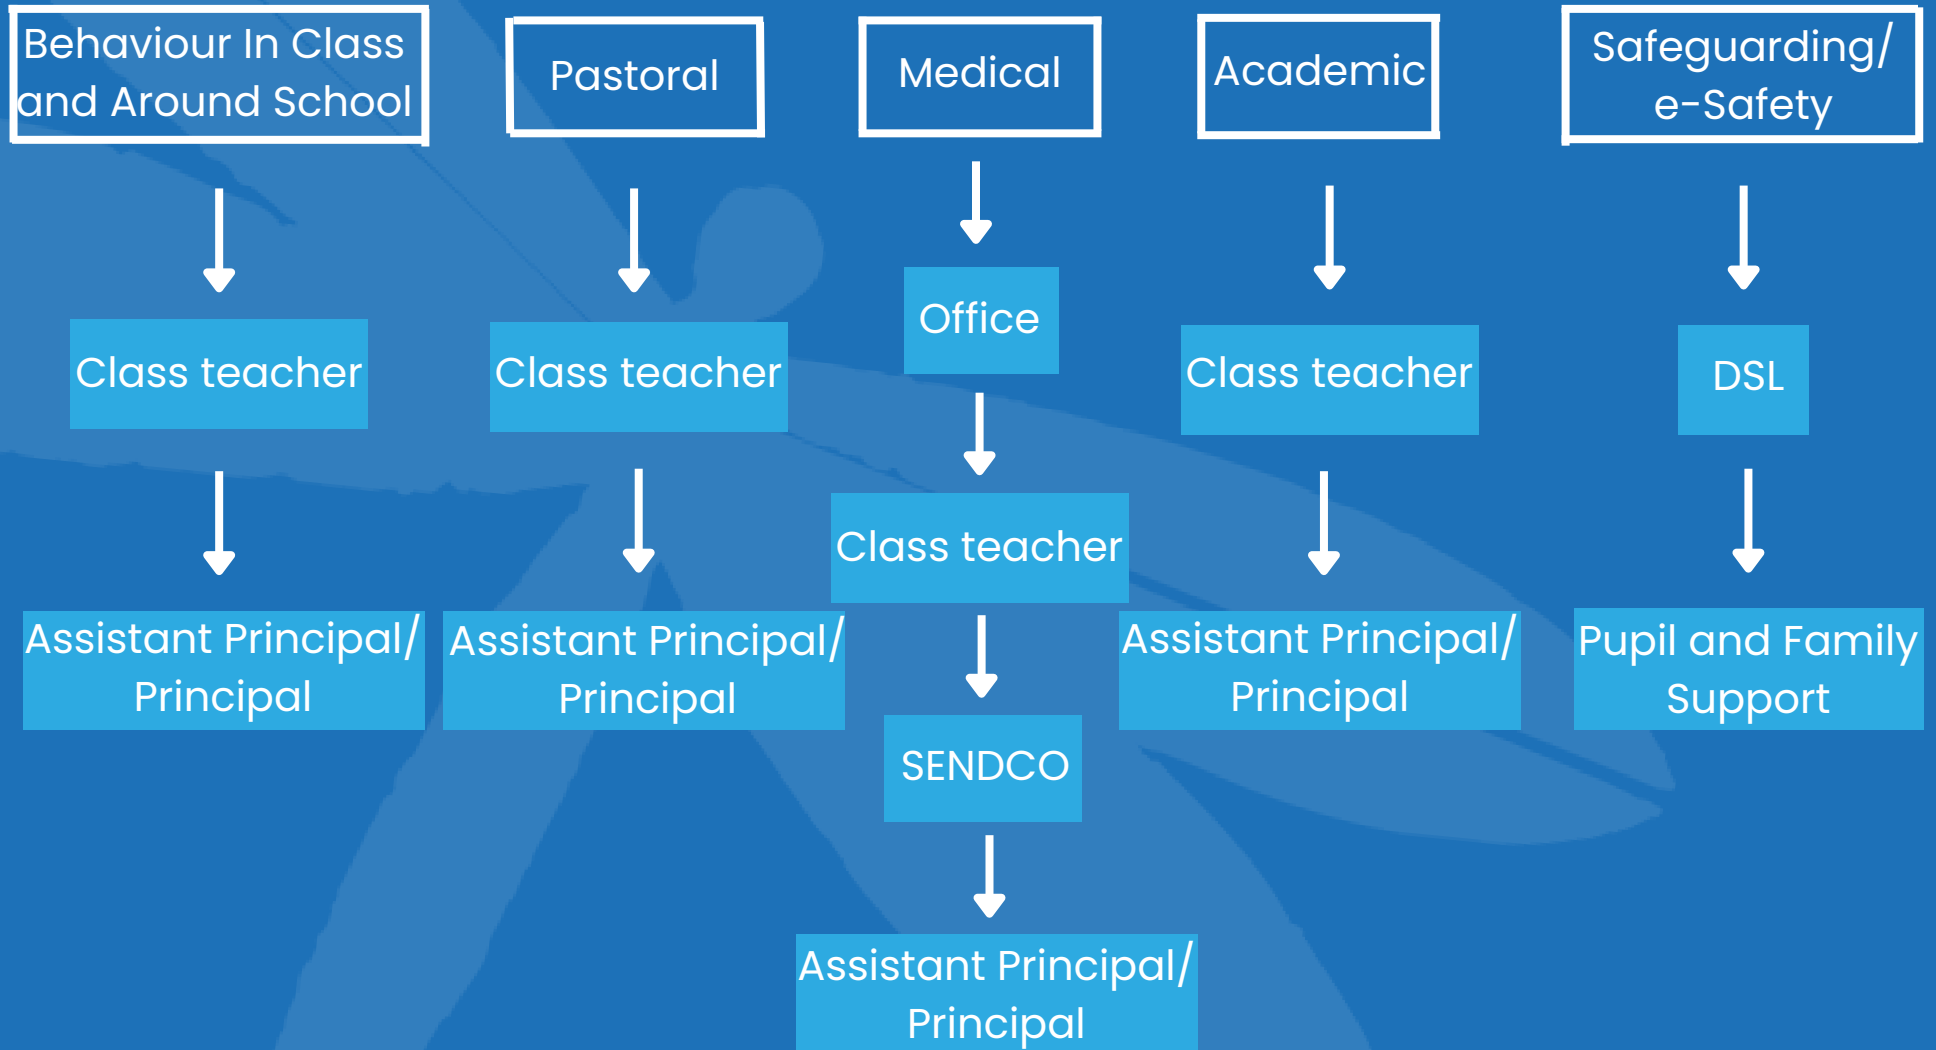 Behaviour In Class
and Around School
Pastoral
Medical
Academic
Safeguarding/
e-Safety
Class teacher
Class teacher
Office
Class teacher
DSL
Class teacher
Assistant Principal/
Principal
Assistant Principal/
Principal
Assistant Principal/
Principal
Pupil and Family
Support
SENDCO
Assistant Principal/
Principal